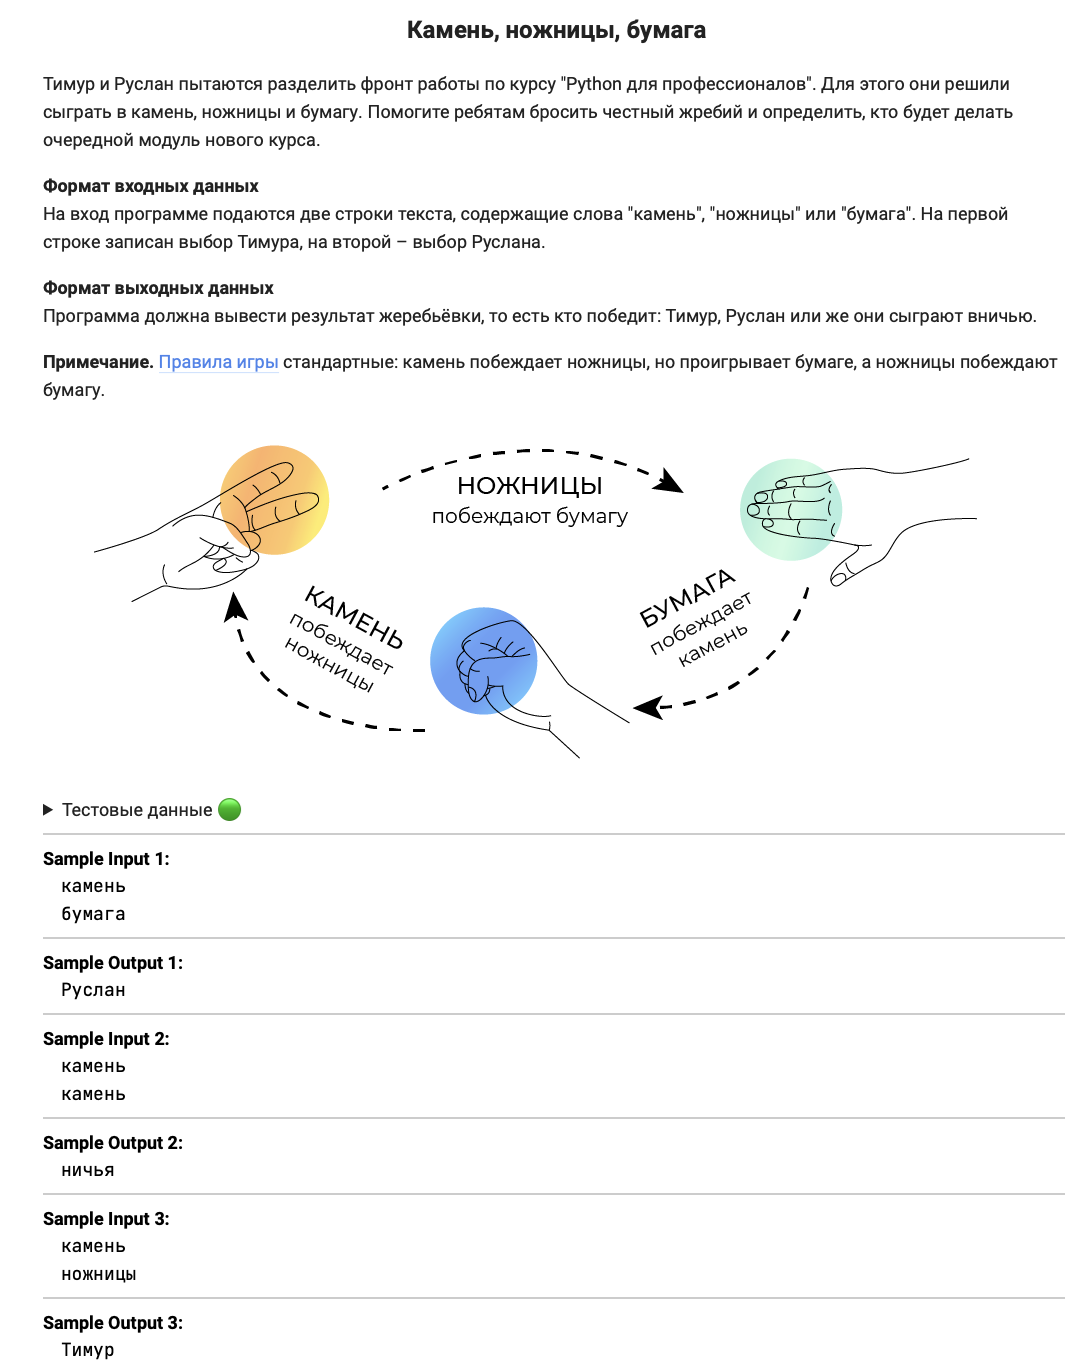 Камень, ножницы, бумага
Тимур и Руслан пытаются разделить фронт работы по курсу "Python для профессионалов". Для этого они решили
сыграть в камень, ножницы и бумагу. Помогите ребятам бросить честный жребий и определить, кто будет делать
очередной модуль нового курса.
Формат входных данных
На вход программе подаются две строки текста, содержащие слова "камень", "ножницы" или "бумага". На первой
строке записан выбор Тимура, на второй – выбор Руслана.
Формат выходных данных
Программа должна вывести результат жеребьёвки, то есть кто победит: Тимур, Руслан или же они сыграют вничью.
Примечание. Правила игры стандартные: камень побеждает ножницы, но проигрывает бумаге, а ножницы побеждают
бумагу.
НОЖНИЦЫ
побеждают бумагу
КАМЕНЬ
побеждает
ножницы
БУМАГА
побеждает
камень
Тестовые данные
Sample Input 1:
камень
бумага
Sample Output 1:
Руслан
Sample Input 2:
камень
камень
Sample Output 2:
ничья
Sample Input 3:
камень
ножницы
Sample Output 3:
Тимур